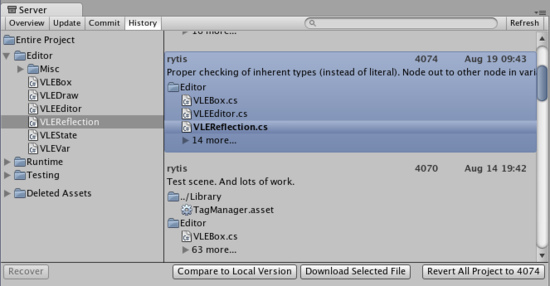 Server
Overview Update Commit History Refresh
Entire Project
Editor
Misc
VLEBox
VLEDraw
VLEEditor
VLEReflection
VLEState
VLEVar
Runtime
Testing
Deleted Assets
more...
rytis 4074 Aug 19 09:43
Proper checking of inherent types (instead of literal). Node out to other node in vari
Editor
VLEBox.cs
VLEEditor.cs
VLEReflection.cs
14 more...
rytis 4070 Aug 14 19:42
Test scene. And lots of work.
../Library
TagManager.asset
Editor
VLEBox.cs
63 more...
Recover Compare to Local Version Download Selected File Revert All Project to 4074